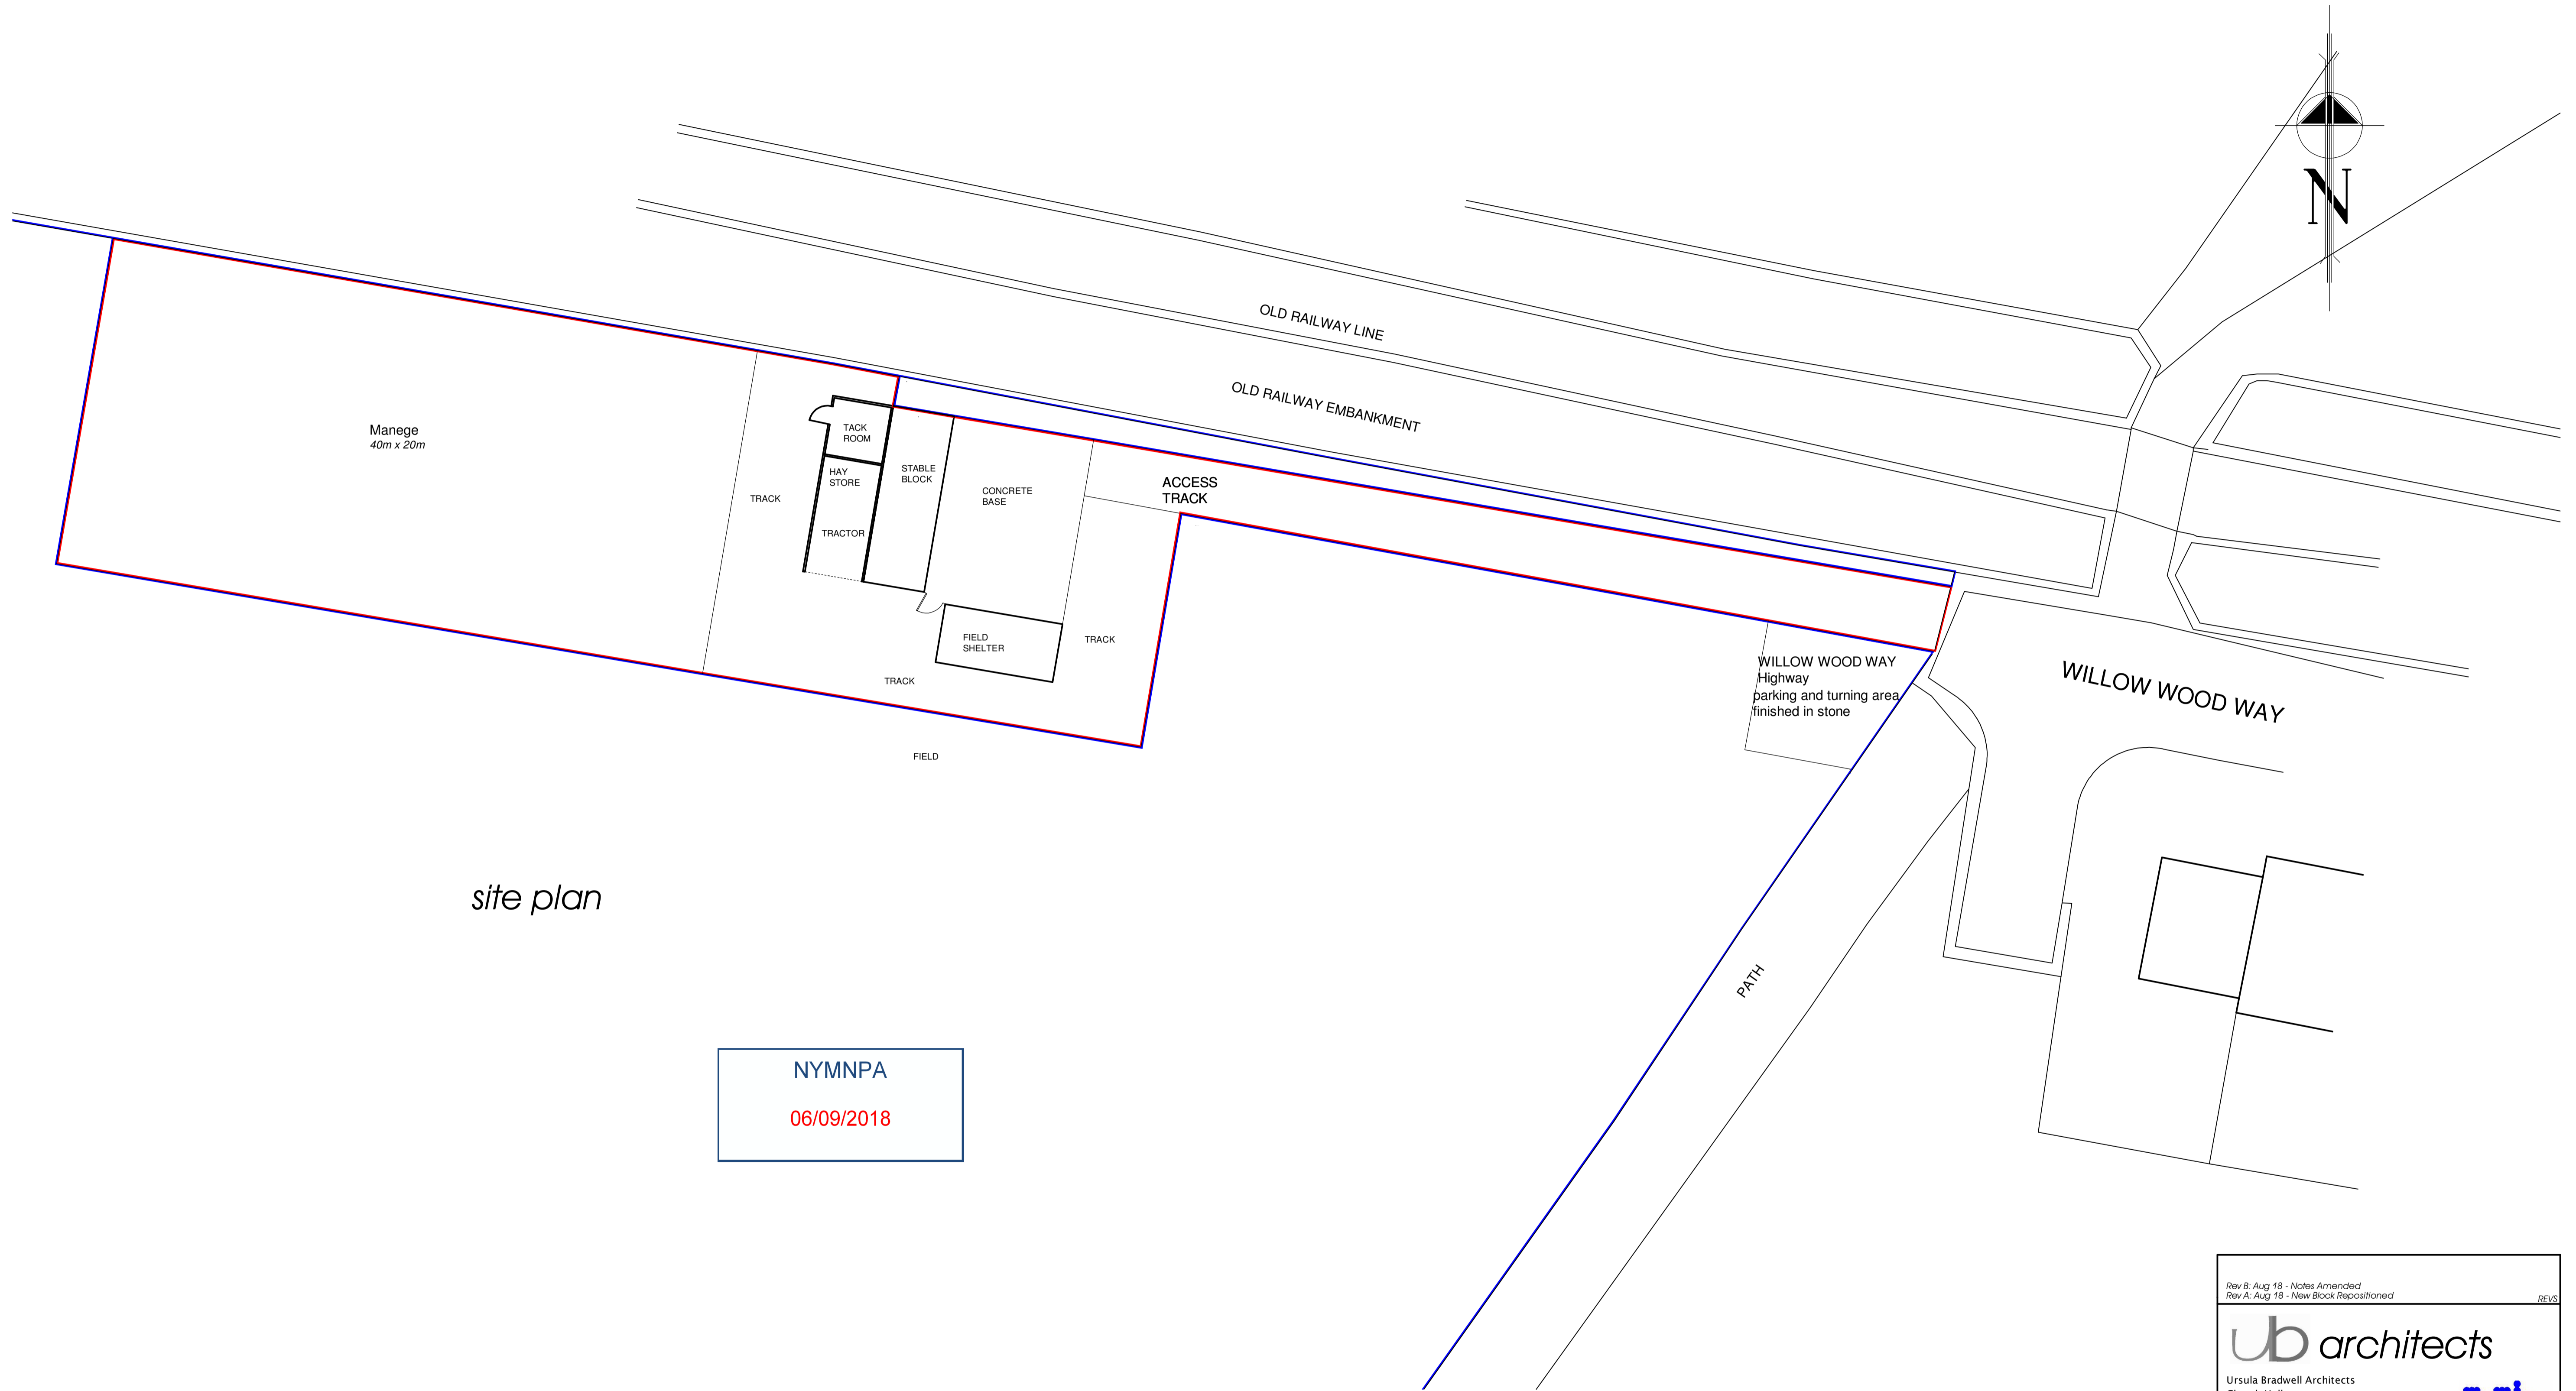 N
OLD RAILWAY LINE
OLD RAILWAY EMBANKMENT
Manege
40m x 20m
TACK
ROOM
HAY
STORE
STABLE
BLOCK
CONCRETE
BASE
ACCESS
TRACK
TRACK
TRACTOR
FIELD
SHELTER
TRACK
TRACK
WILLOW WOOD WAY
Highway
parking and turning area
finished in stone
WILLOW WOOD WAY
FIELD
site plan
PATH
NYMNPA
06/09/2018
Rev B: Aug 18 - Notes Amended
Rev A: Aug 18 - New Block Repositioned
REVS
ub architects
Ursula Bradwell Architects